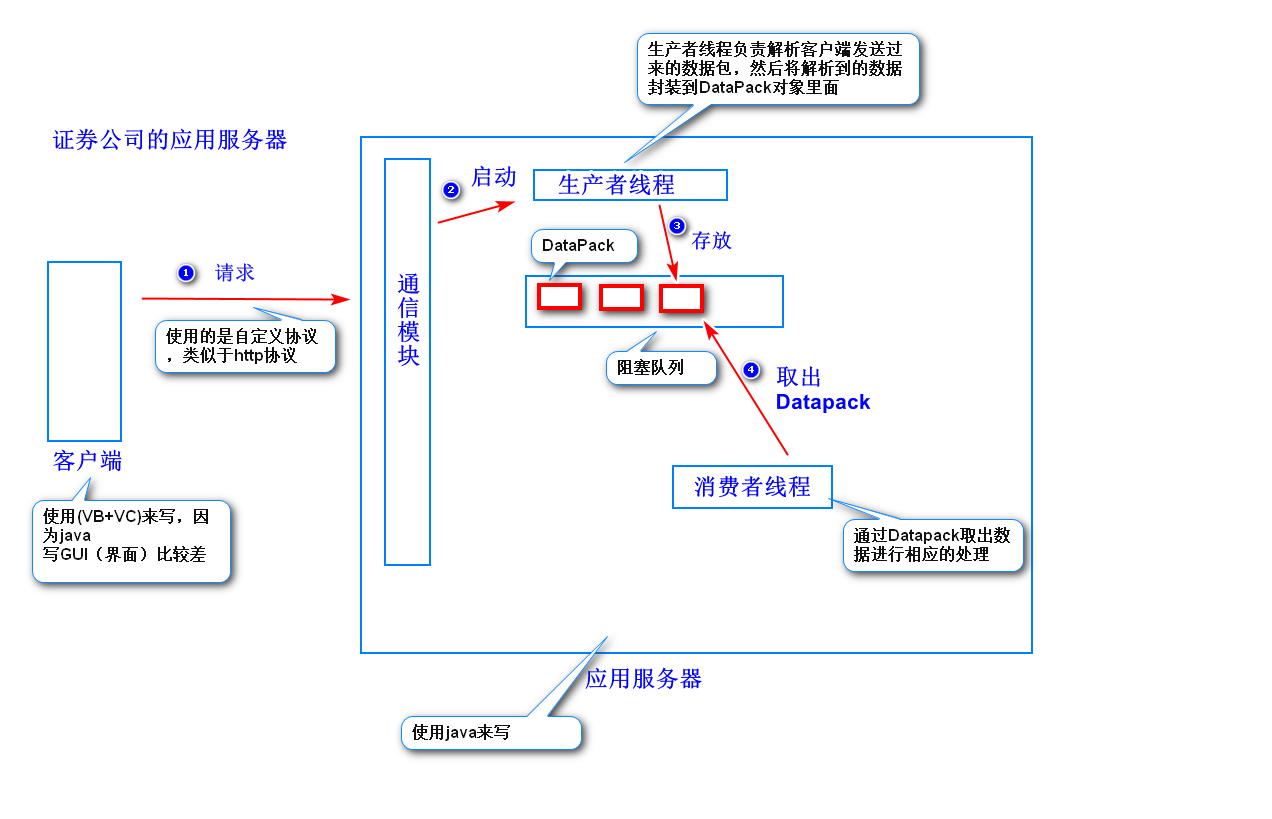 生产者线程负责解析客户端发送过
来的数据包，然后将解析到的数据
封装到DataPack对象里面
证券公司的应用服务器
2
启动
生产者线程
3
存放
DataPack
1
请求
使用的是自定义协议
，类似于http协议
通
信
模
块
阻塞队列
4
取出
Datapack
客户端
消费者线程
使用(VB+VC)来写，因
为java
写GUI（界面）比较差
通过Datapack取出数
据进行相应的处理
应用服务器
使用java来写